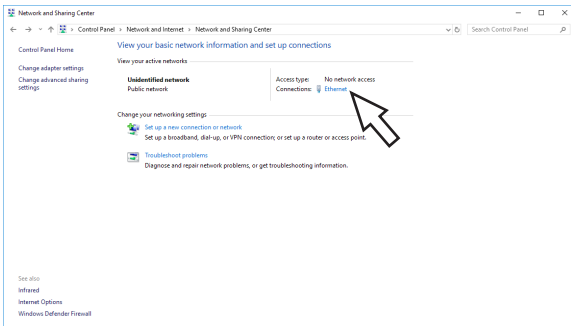 Network and Sharing Center
Control Panel > Network and Internet > Network and Sharing Center
Search Control Panel
Control Panel Home
Change adapter settings
Change advanced sharing
settings
View your basic network information and set up connections
View your active networks
Unidentified network
Public network
Access type: No network access
Connections: Ethernet
Change your networking settings
Set up a new connection or network
Set up a broadband, dial-up, or VPN connection; or set up a router or access point.
Troubleshoot problems
Diagnose and repair network problems, or get troubleshooting information.
See also
Infrared
Internet Options
Windows Defender Firewall